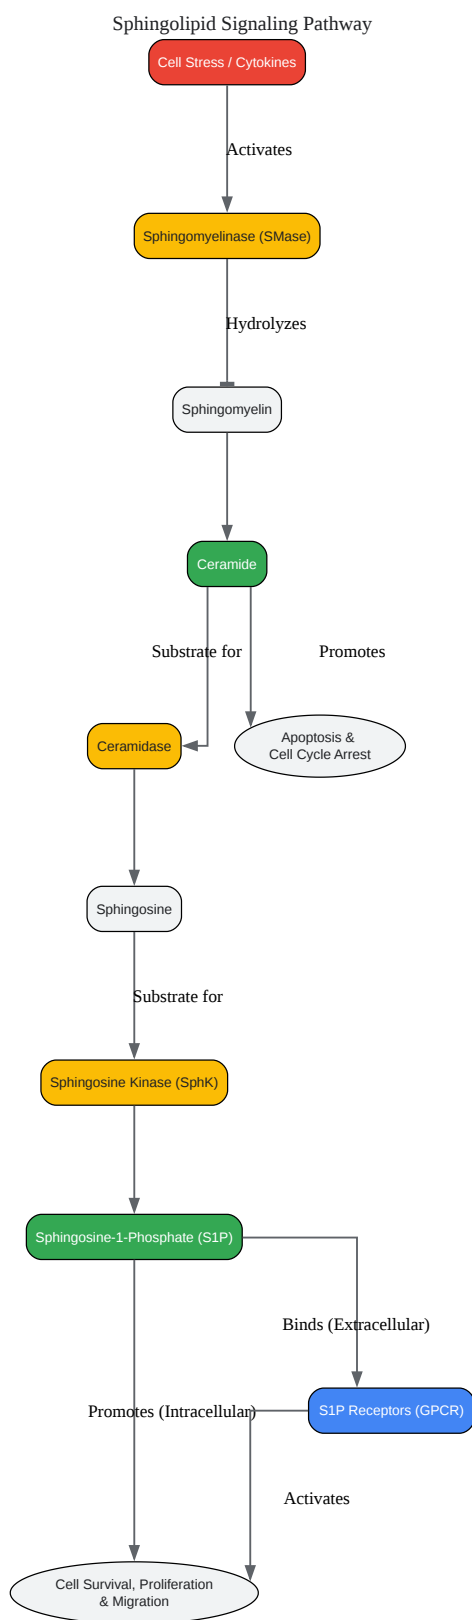 Sphingolipid Signaling Pathway
Cell Stress / Cytokines
Activates
Sphingomyelinase (SMase)
Hydrolyzes
Sphingomyelin
Ceramide
Substrate for
Promotes
Ceramidase
Apoptosis &
Cell Cycle Arrest
Sphingosine
Substrate for
Sphingosine Kinase (SphK)
Sphingosine-1-Phosphate (S1P)
Binds (Extracellular)
Promotes (Intracellular)
S1P Receptors (GPCR)
Activates
Cell Survival, Proliferation
& Migration